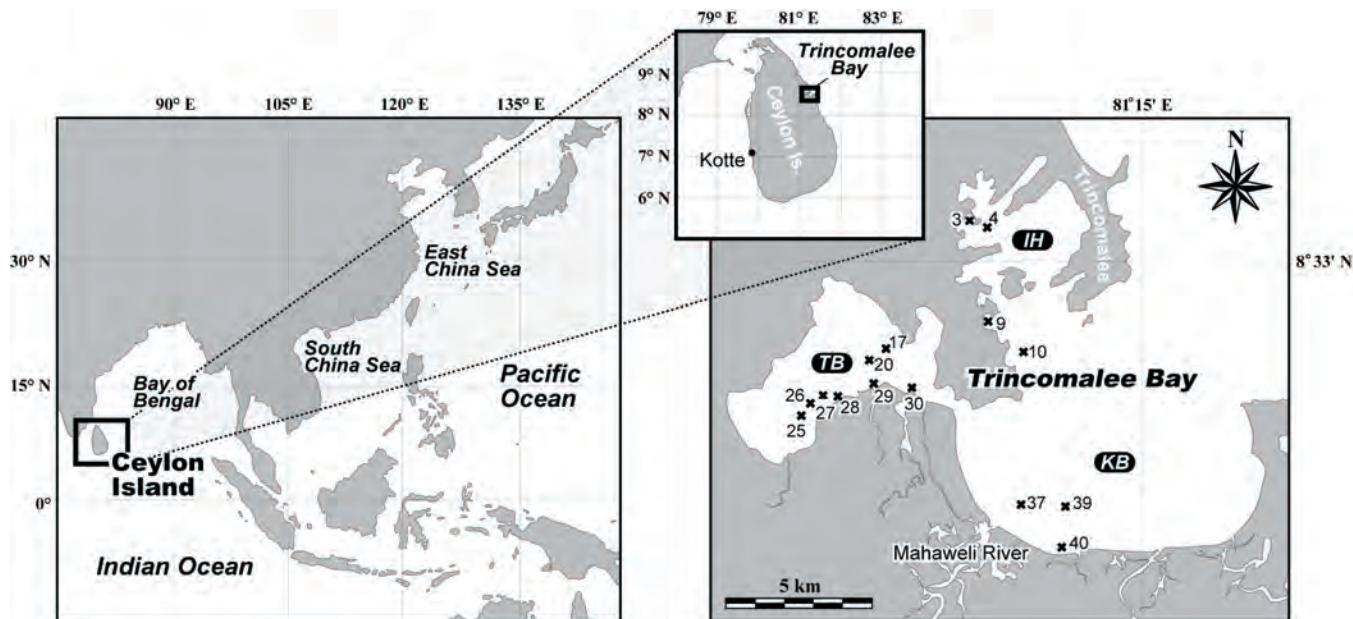 79° E
81° E
83° E
9° N
8° N
7° N
6° N
Trincomalee
Bay
Ceylon Is.
Kotte
90° E
105° E
120° E
135° E
30° N
15° N
0°
East
China Sea
South
China Sea
Bay of
Bengal
Pacific
Ocean
Ceylon
Island
Indian Ocean
81°15' E
8°33' N
N
Trincomalee
3
4
IH
9
10
17
TB
20
Trincomalee Bay
26
29
30
27
28
25
KB
37
39
40
Mahaweli River
5 km